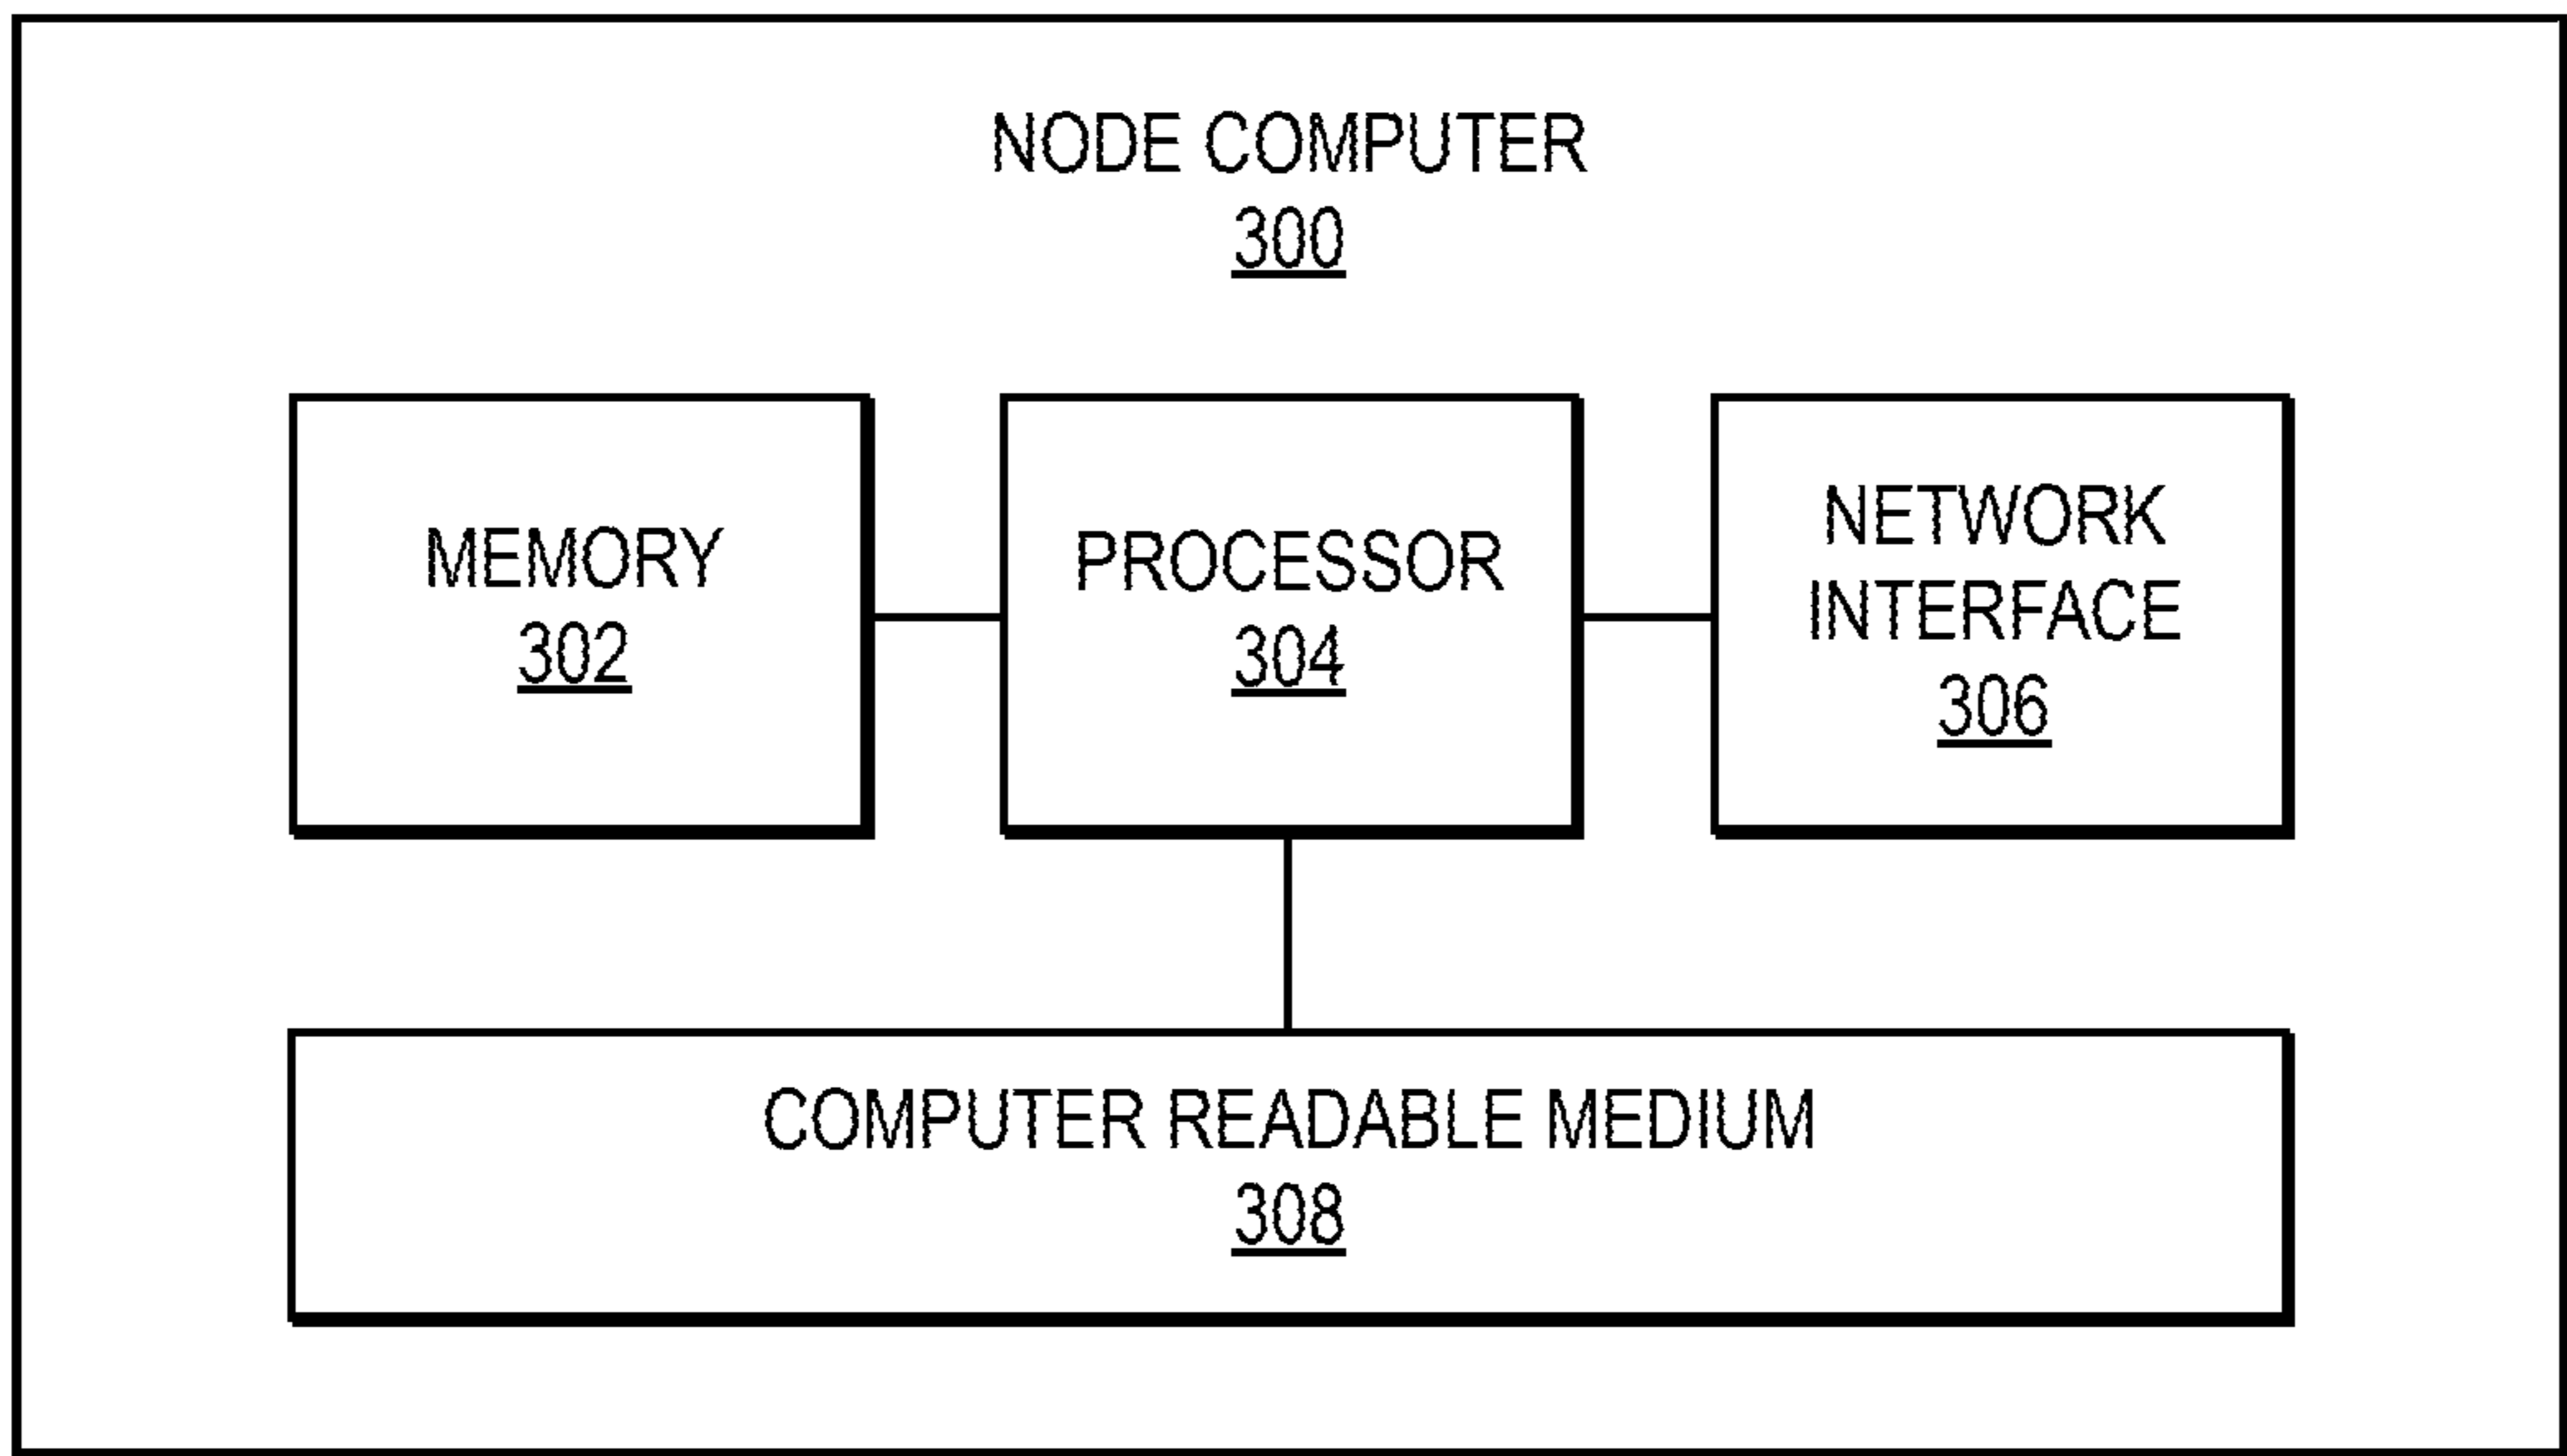 NODE COMPUTER
300
MEMORY
302
PROCESSOR
304
NETWORK
INTERFACE
306
COMPUTER READABLE MEDIUM
308